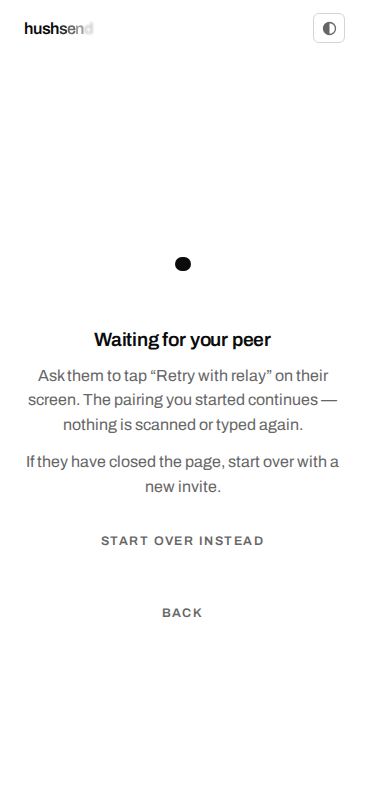 hushsend
Waiting for your peer
Ask them to tap “Retry with relay” on their
screen. The pairing you started continues —
nothing is scanned or typed again.
If they have closed the page, start over with a
new invite.
START OVER INSTEAD
BACK